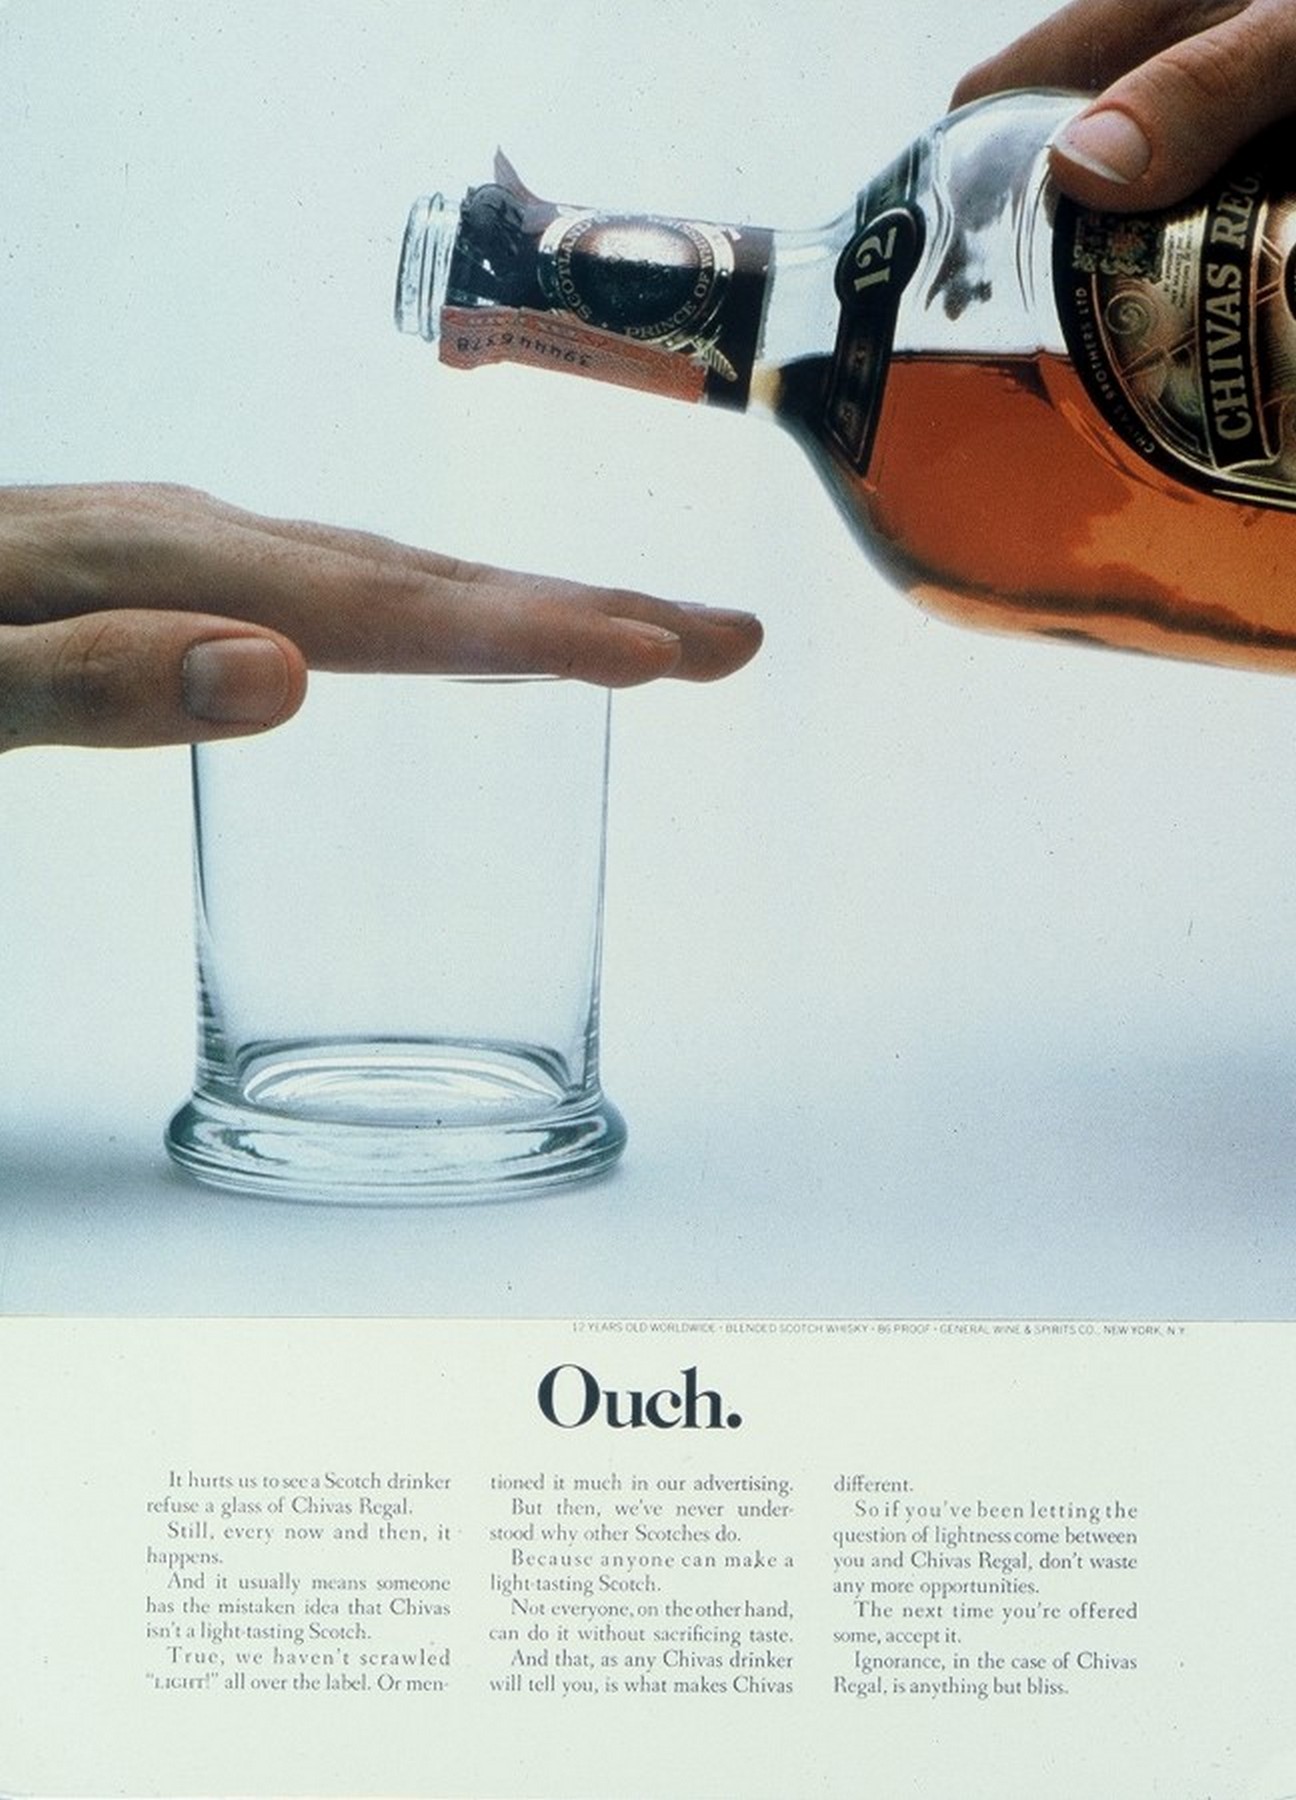 12
SCOTLAND
PRINCE OF
394446x78
CHIVAS BROTHERS LTD
CHIVAS REG
12 YEARS OLD WORLDWIDE • BLENDED SCOTCH WHISKY • 86 PROOF • GENERAL WINE & SPIRITS CO., NEW YORK, N.Y.
Ouch.
It hurts us to see a Scotch drinker
refuse a glass of Chivas Regal.
Still, every now and then, it
happens.
And it usually means someone
has the mistaken idea that Chivas
isn't a light-tasting Scotch.
True, we haven't scrawled
"LIGHT!" all over the label. Or men-
tioned it much in our advertising.
But then, we've never under-
stood why other Scotches do.
Because anyone can make a
light-tasting Scotch.
Not everyone, on the other hand,
can do it without sacrificing taste.
And that, as any Chivas drinker
will tell you, is what makes Chivas
different.
So if you've been letting the
question of lightness come between
you and Chivas Regal, don't waste
any more opportunities.
The next time you're offered
some, accept it.
Ignorance, in the case of Chivas
Regal, is anything but bliss.